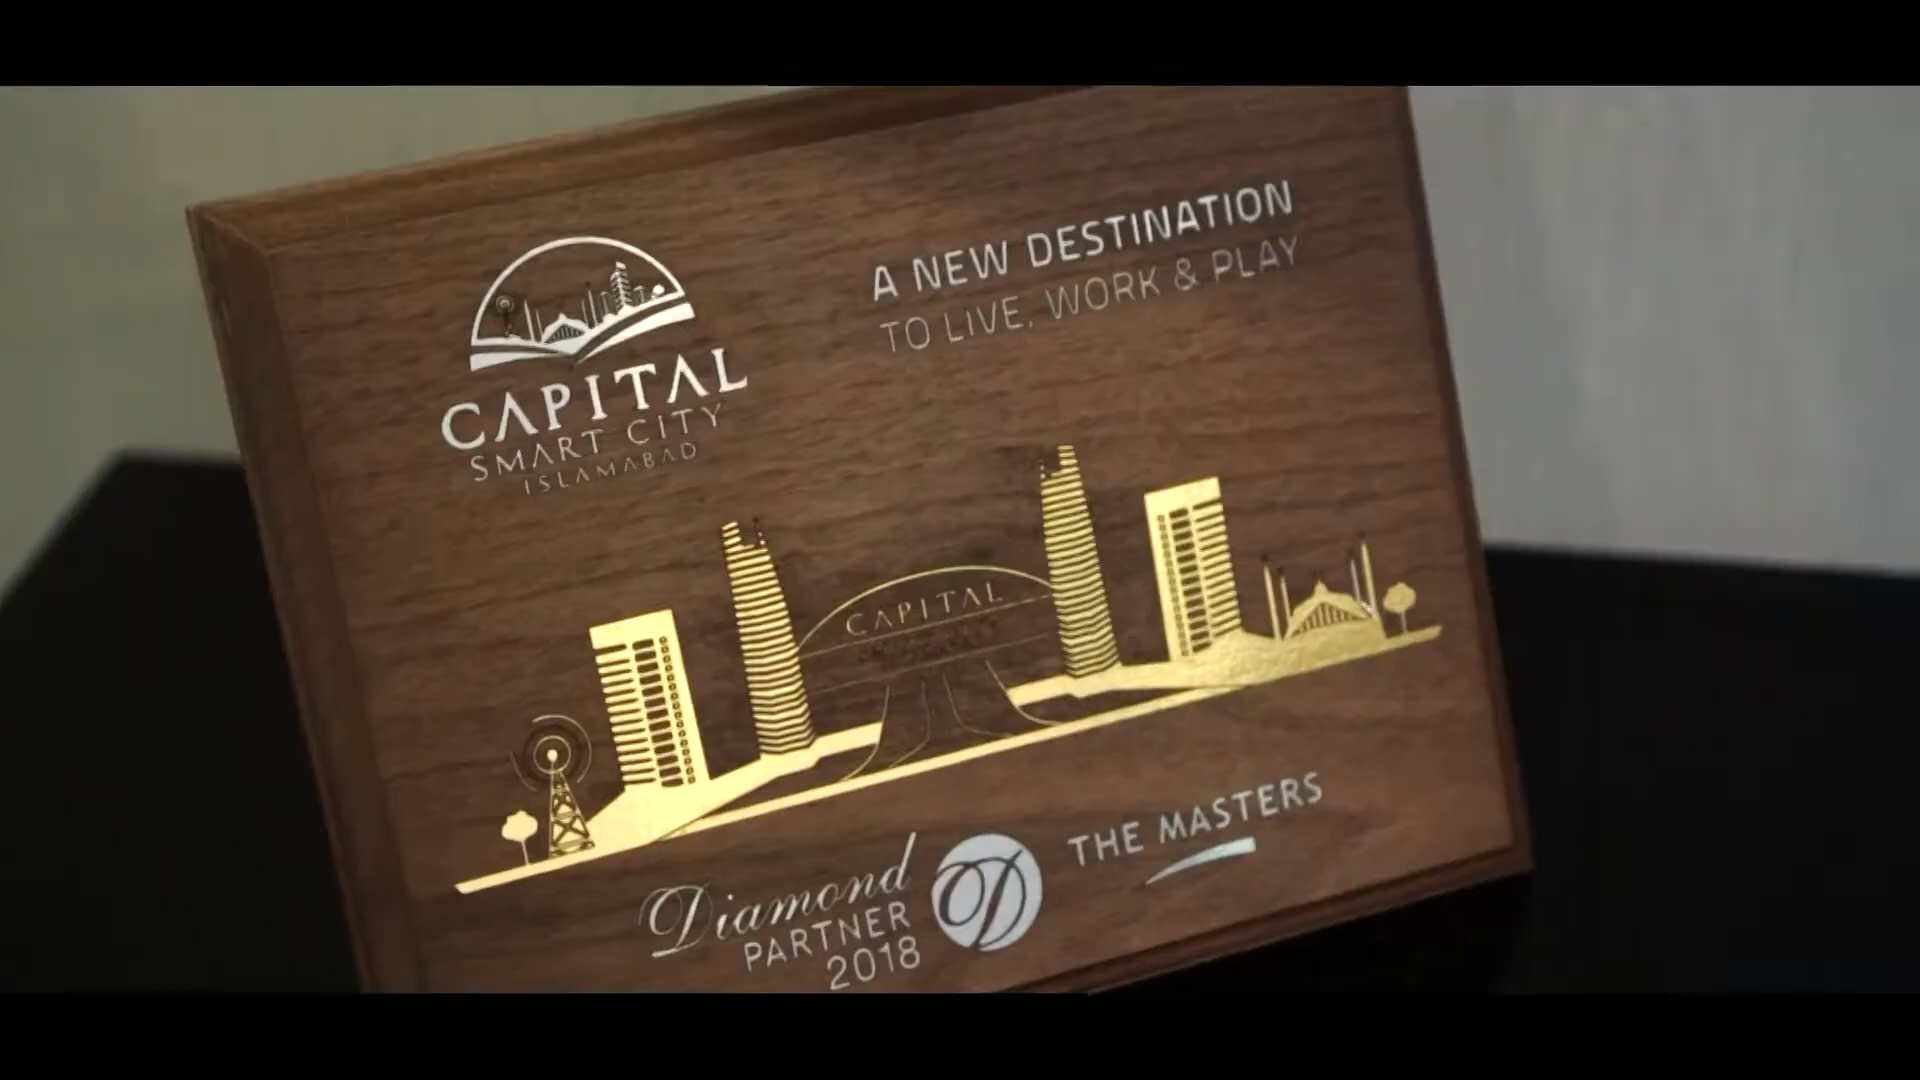 CAPITAL
SMART CITY
ISLAMABAD
A NEW DESTINATION
TO LIVE, WORK & PLAY
CAPITAL
Diamond
PARTNER
2018
D
THE MASTERS